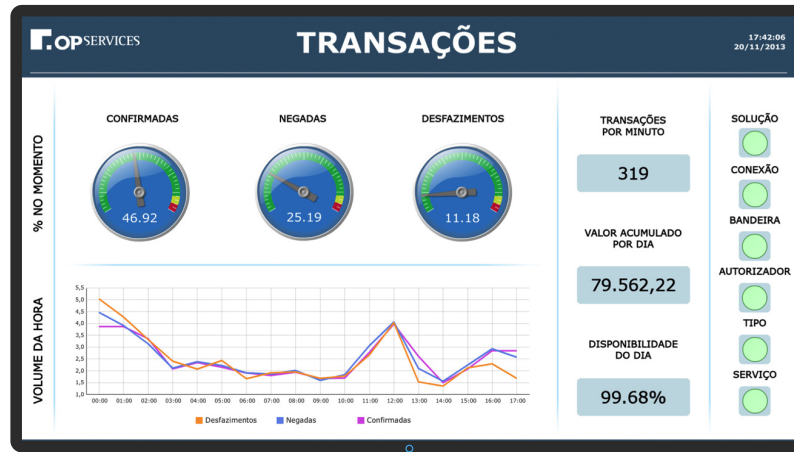 OPSERVICES
TRANSAÇÕES
17:42:06
20/11/2013
% NO MOMENTO
CONFIRMADAS
NEGADAS
DESFAZIMENTOS
46.92
25.19
11.18
TRANSAÇÕES
POR MINUTO
319
VALOR ACUMULADO
POR DIA
79.562,22
DISPONIBILIDADE
DO DIA
99.68%
SOLUÇÃO
CONEXÃO
BANDEIRA
AUTORIZADOR
TIPO
SERVIÇO
VOLUME DA HORA
5,5
5,0
4,5
4,0
3,5
3,0
2,5
2,0
1,5
1,0
00:00 01:00 02:00 03:00 04:00 05:00 06:00 07:00 08:00 09:00 10:00 11:00 12:00 13:00 14:00 15:00 16:00 17:00
Desfazimentos Negadas Confirmadas